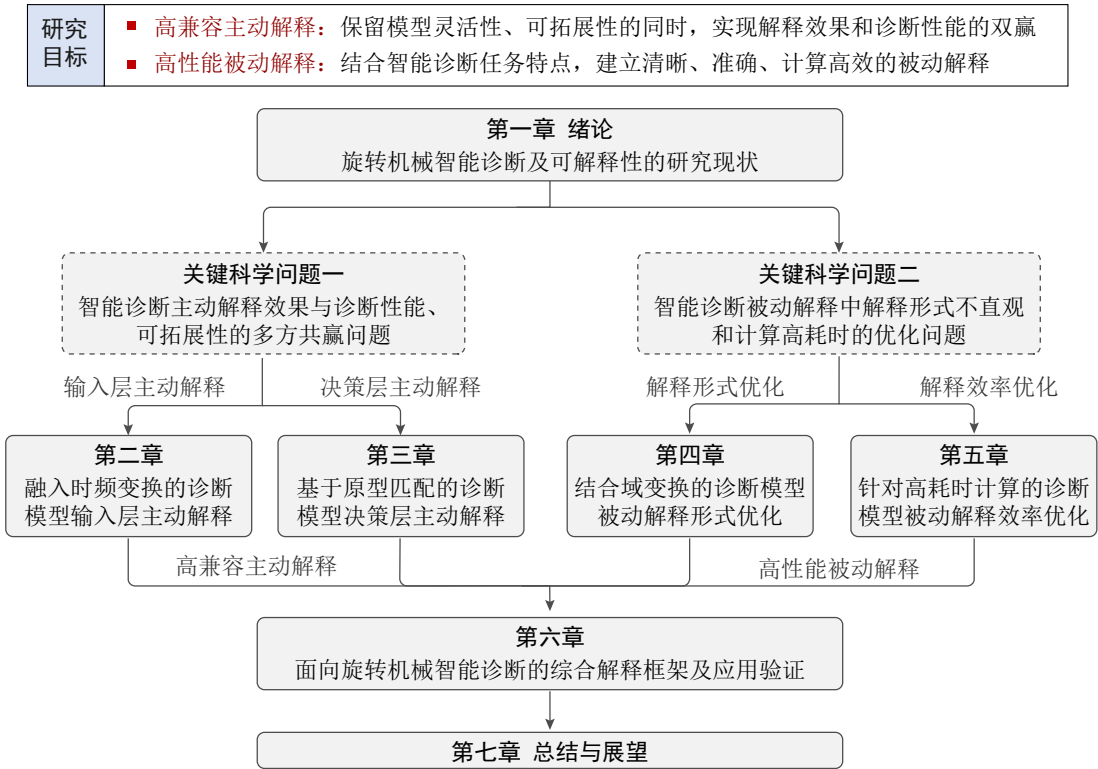 研究
目标
高兼容主动解释：保留模型灵活性、可拓展性的同时，实现解释效果和诊断性能的双赢
高性能被动解释：结合智能诊断任务特点，建立清晰、准确、计算高效的被动解释
第一章 绪论
旋转机械智能诊断及可解释性的研究现状
关键科学问题一
智能诊断主动解释效果与诊断性能、
可拓展性的多方共赢问题
关键科学问题二
智能诊断被动解释中解释形式不直观
和计算高耗时的优化问题
输入层主动解释
决策层主动解释
解释形式优化
解释效率优化
第二章
融入时频变换的诊断
模型输入层主动解释
第三章
基于原型匹配的诊断
模型决策层主动解释
第四章
结合域变换的诊断模型
被动解释形式优化
第五章
针对高耗时计算的诊断
模型被动解释效率优化
高兼容主动解释
高性能被动解释
第六章
面向旋转机械智能诊断的综合解释框架及应用验证
第七章 总结与展望